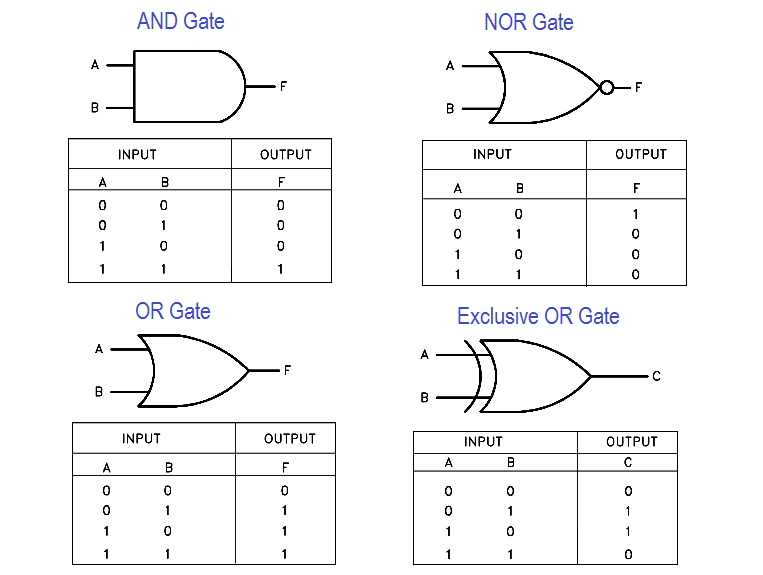 AND Gate
A
B
F
INPUT OUTPUT
A B F
0 0 0
0 1 0
1 0 0
1 1 1
NOR Gate
A
B
F
INPUT OUTPUT
A B F
0 0 1
0 1 0
1 0 0
1 1 0
OR Gate
A
B
F
INPUT OUTPUT
A B F
0 0 0
0 1 1
1 0 1
1 1 1
Exclusive OR Gate
A
B
C
INPUT OUTPUT
A B C
0 0 0
0 1 1
1 0 1
1 1 0